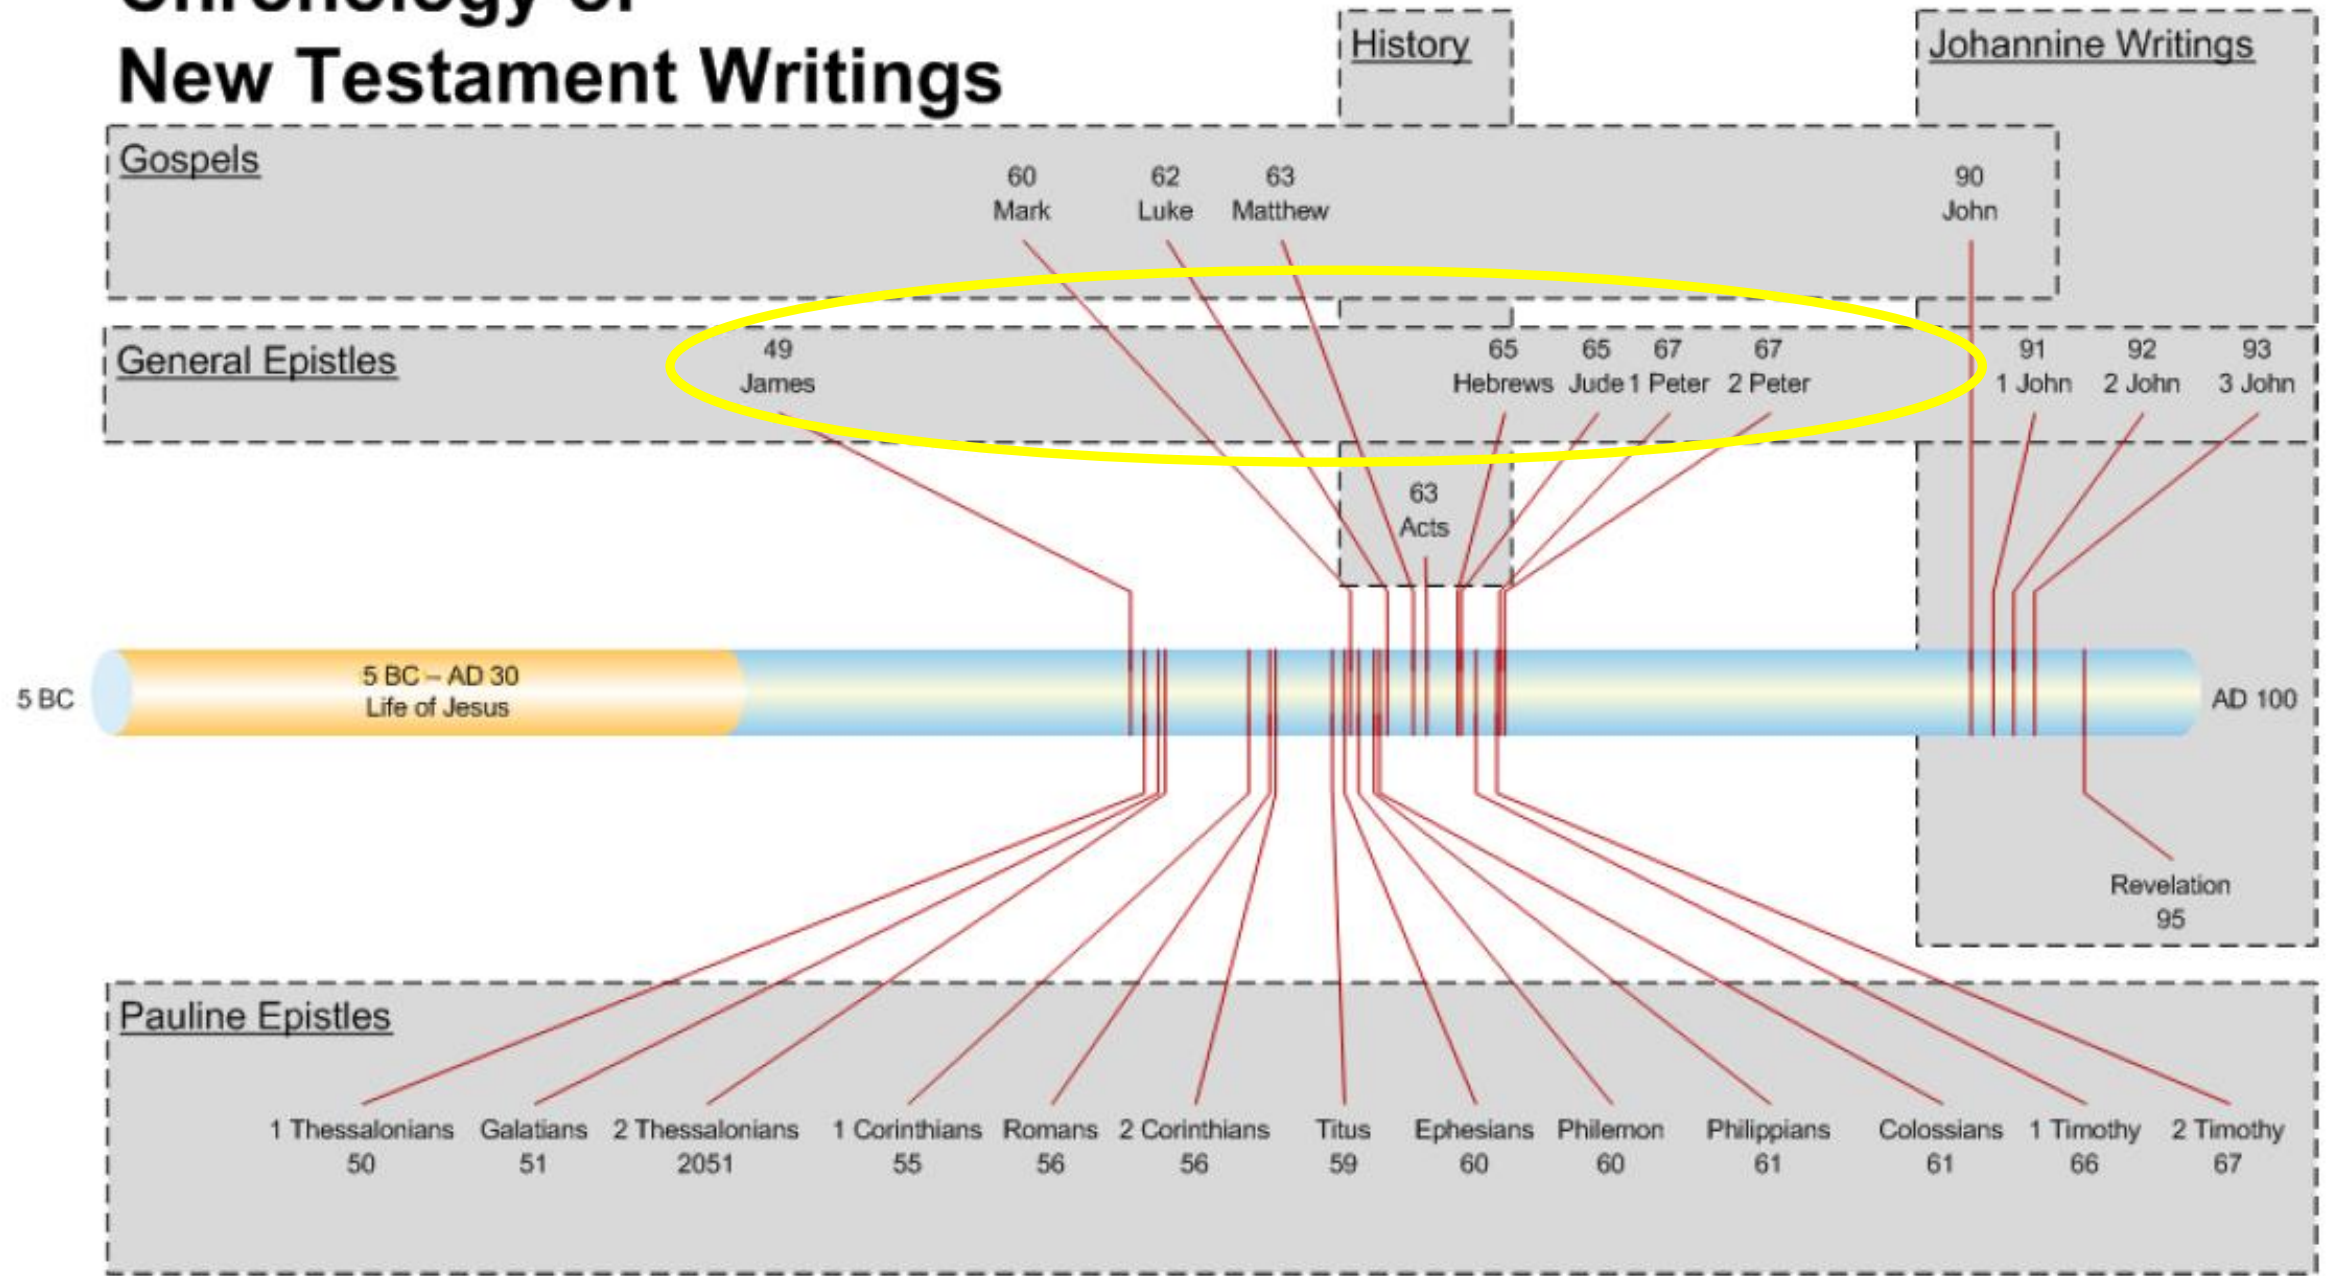 Chronology of
New Testament Writings
History
Johannine Writings
Gospels
60
Mark
62
Luke
63
Matthew
90
John
General Epistles
49
James
65
Hebrews
65
Jude
67
1 Peter
67
2 Peter
91
1 John
92
2 John
93
3 John
63
Acts
5 BC
5 BC – AD 30
Life of Jesus
AD 100
Revelation
95
Pauline Epistles
1 Thessalonians
50
Galatians
51
2 Thessalonians
2051
1 Corinthians
55
Romans
56
2 Corinthians
56
Titus
59
Ephesians
60
Philemon
60
Philippians
61
Colossians
61
1 Timothy
66
2 Timothy
67